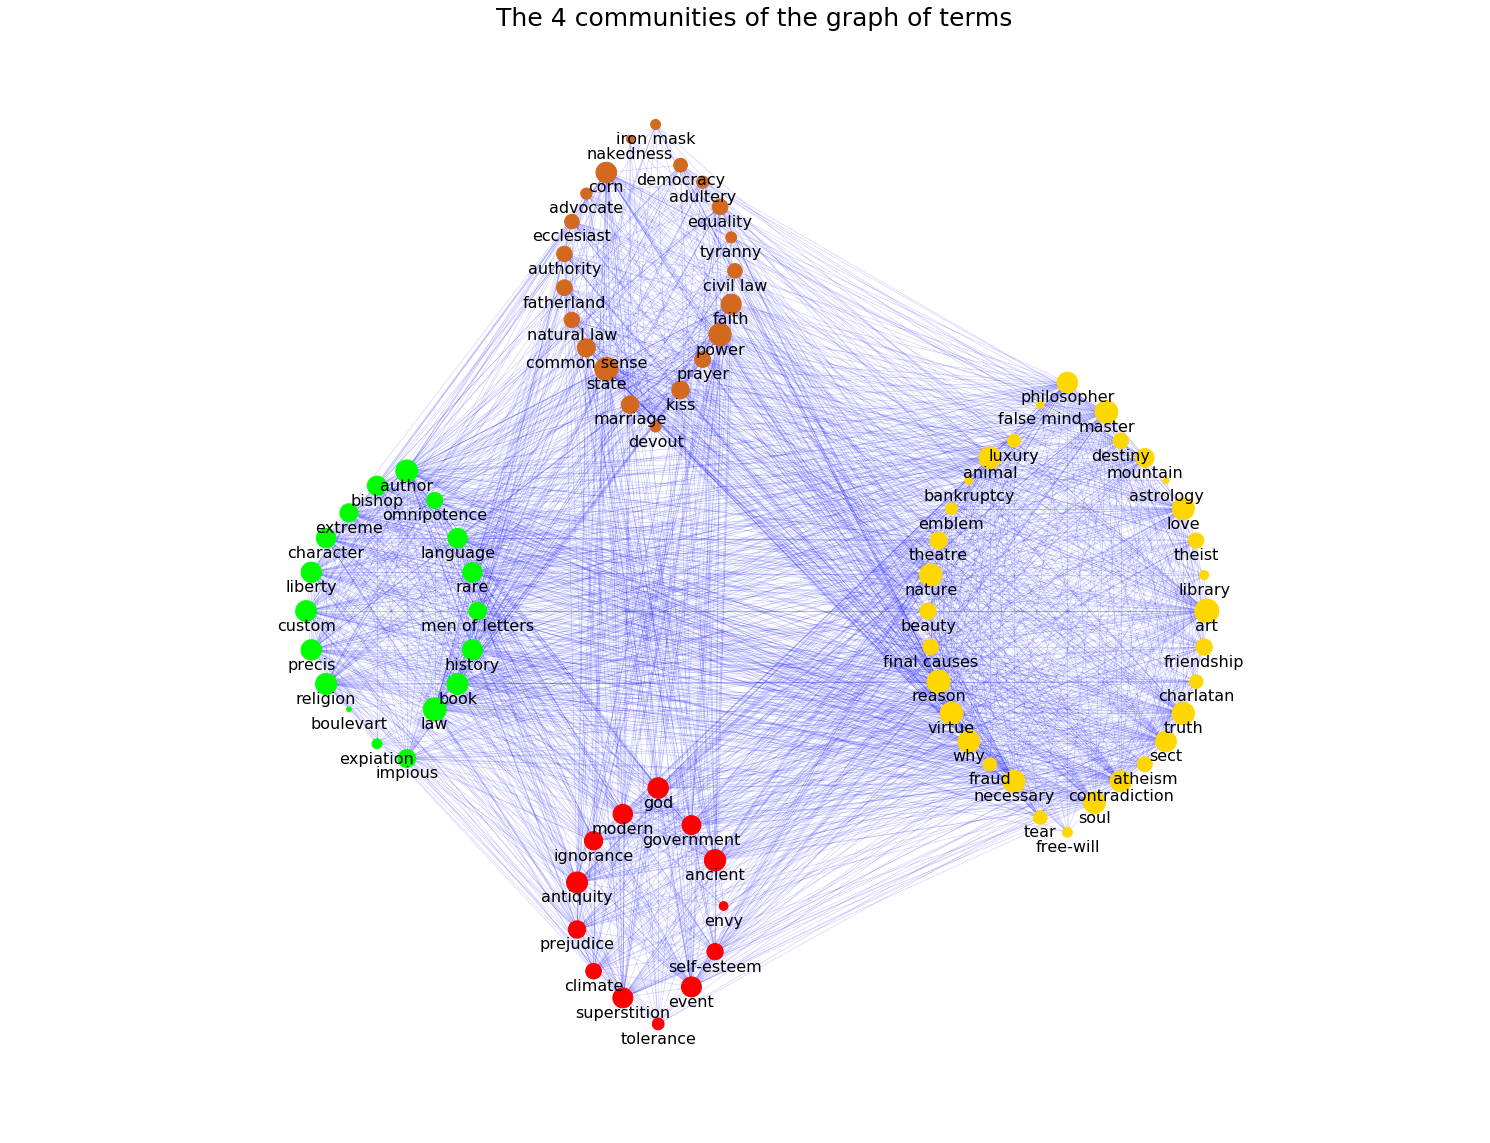 The 4 communities of the graph of terms
iron mask
nakedness
democracy
corn
adultery
advocate
equality
ecclesiast
tyranny
authority
civil law
fatherland
faith
natural law
power
common sense
prayer
state
kiss
marriage
devout
philosopher
false mind
master
luxury
destiny
animal
mountain
bankruptcy
astrology
emblem
love
theatre
theist
nature
library
beauty
art
final causes
friendship
reason
charlatan
virtue
truth
why
sect
fraud
atheism
necessary
contradiction
soul
tear
free-will
author
bishop
omnipotence
extreme
character
language
liberty
rare
custom
men of letters
precis
history
religion
book
boulevart
law
expiation
impious
god
modern
government
ignorance
ancient
antiquity
envy
prejudice
self-esteem
climate
event
superstition
tolerance